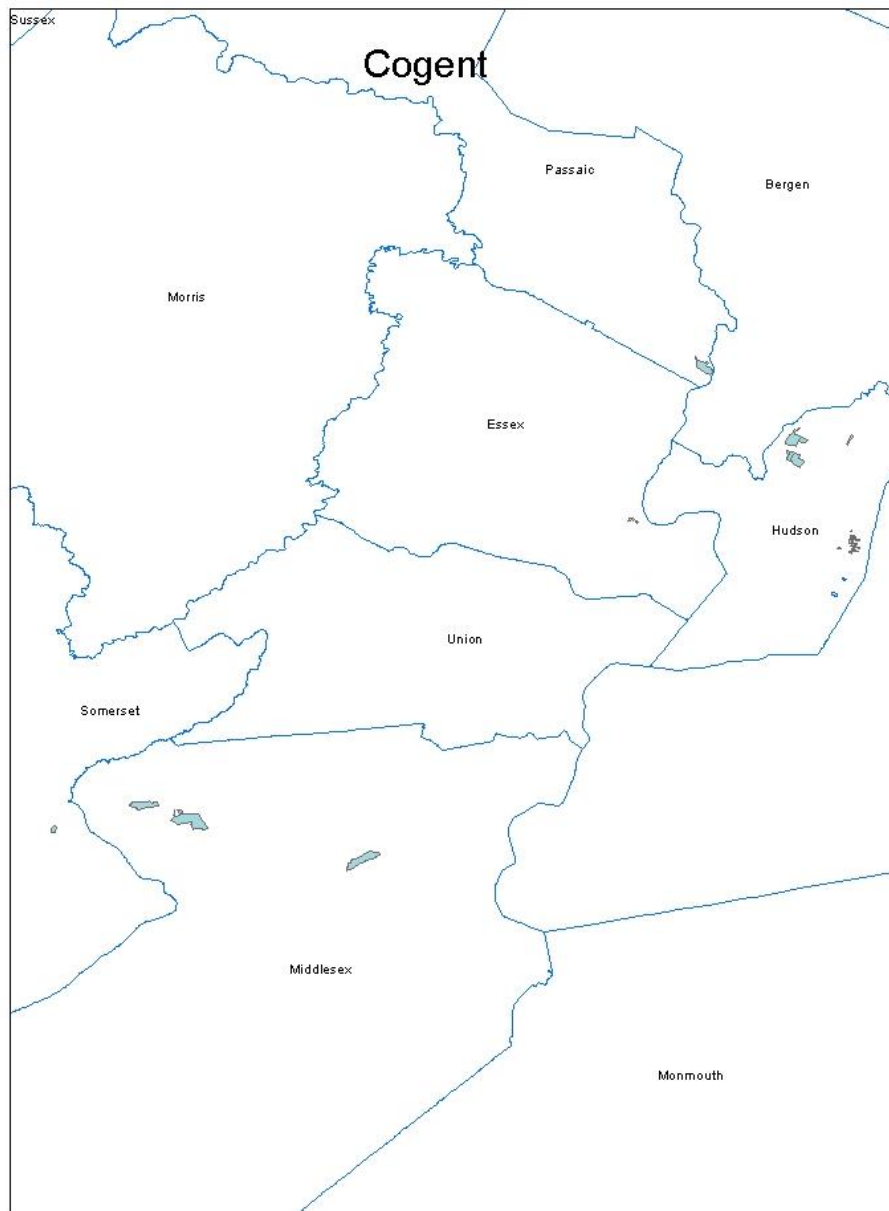 Sussex
Cogent
Passaic
Bergen
Morris
Essex
Hudson
Union
Somerset
Middlesex
Monmouth